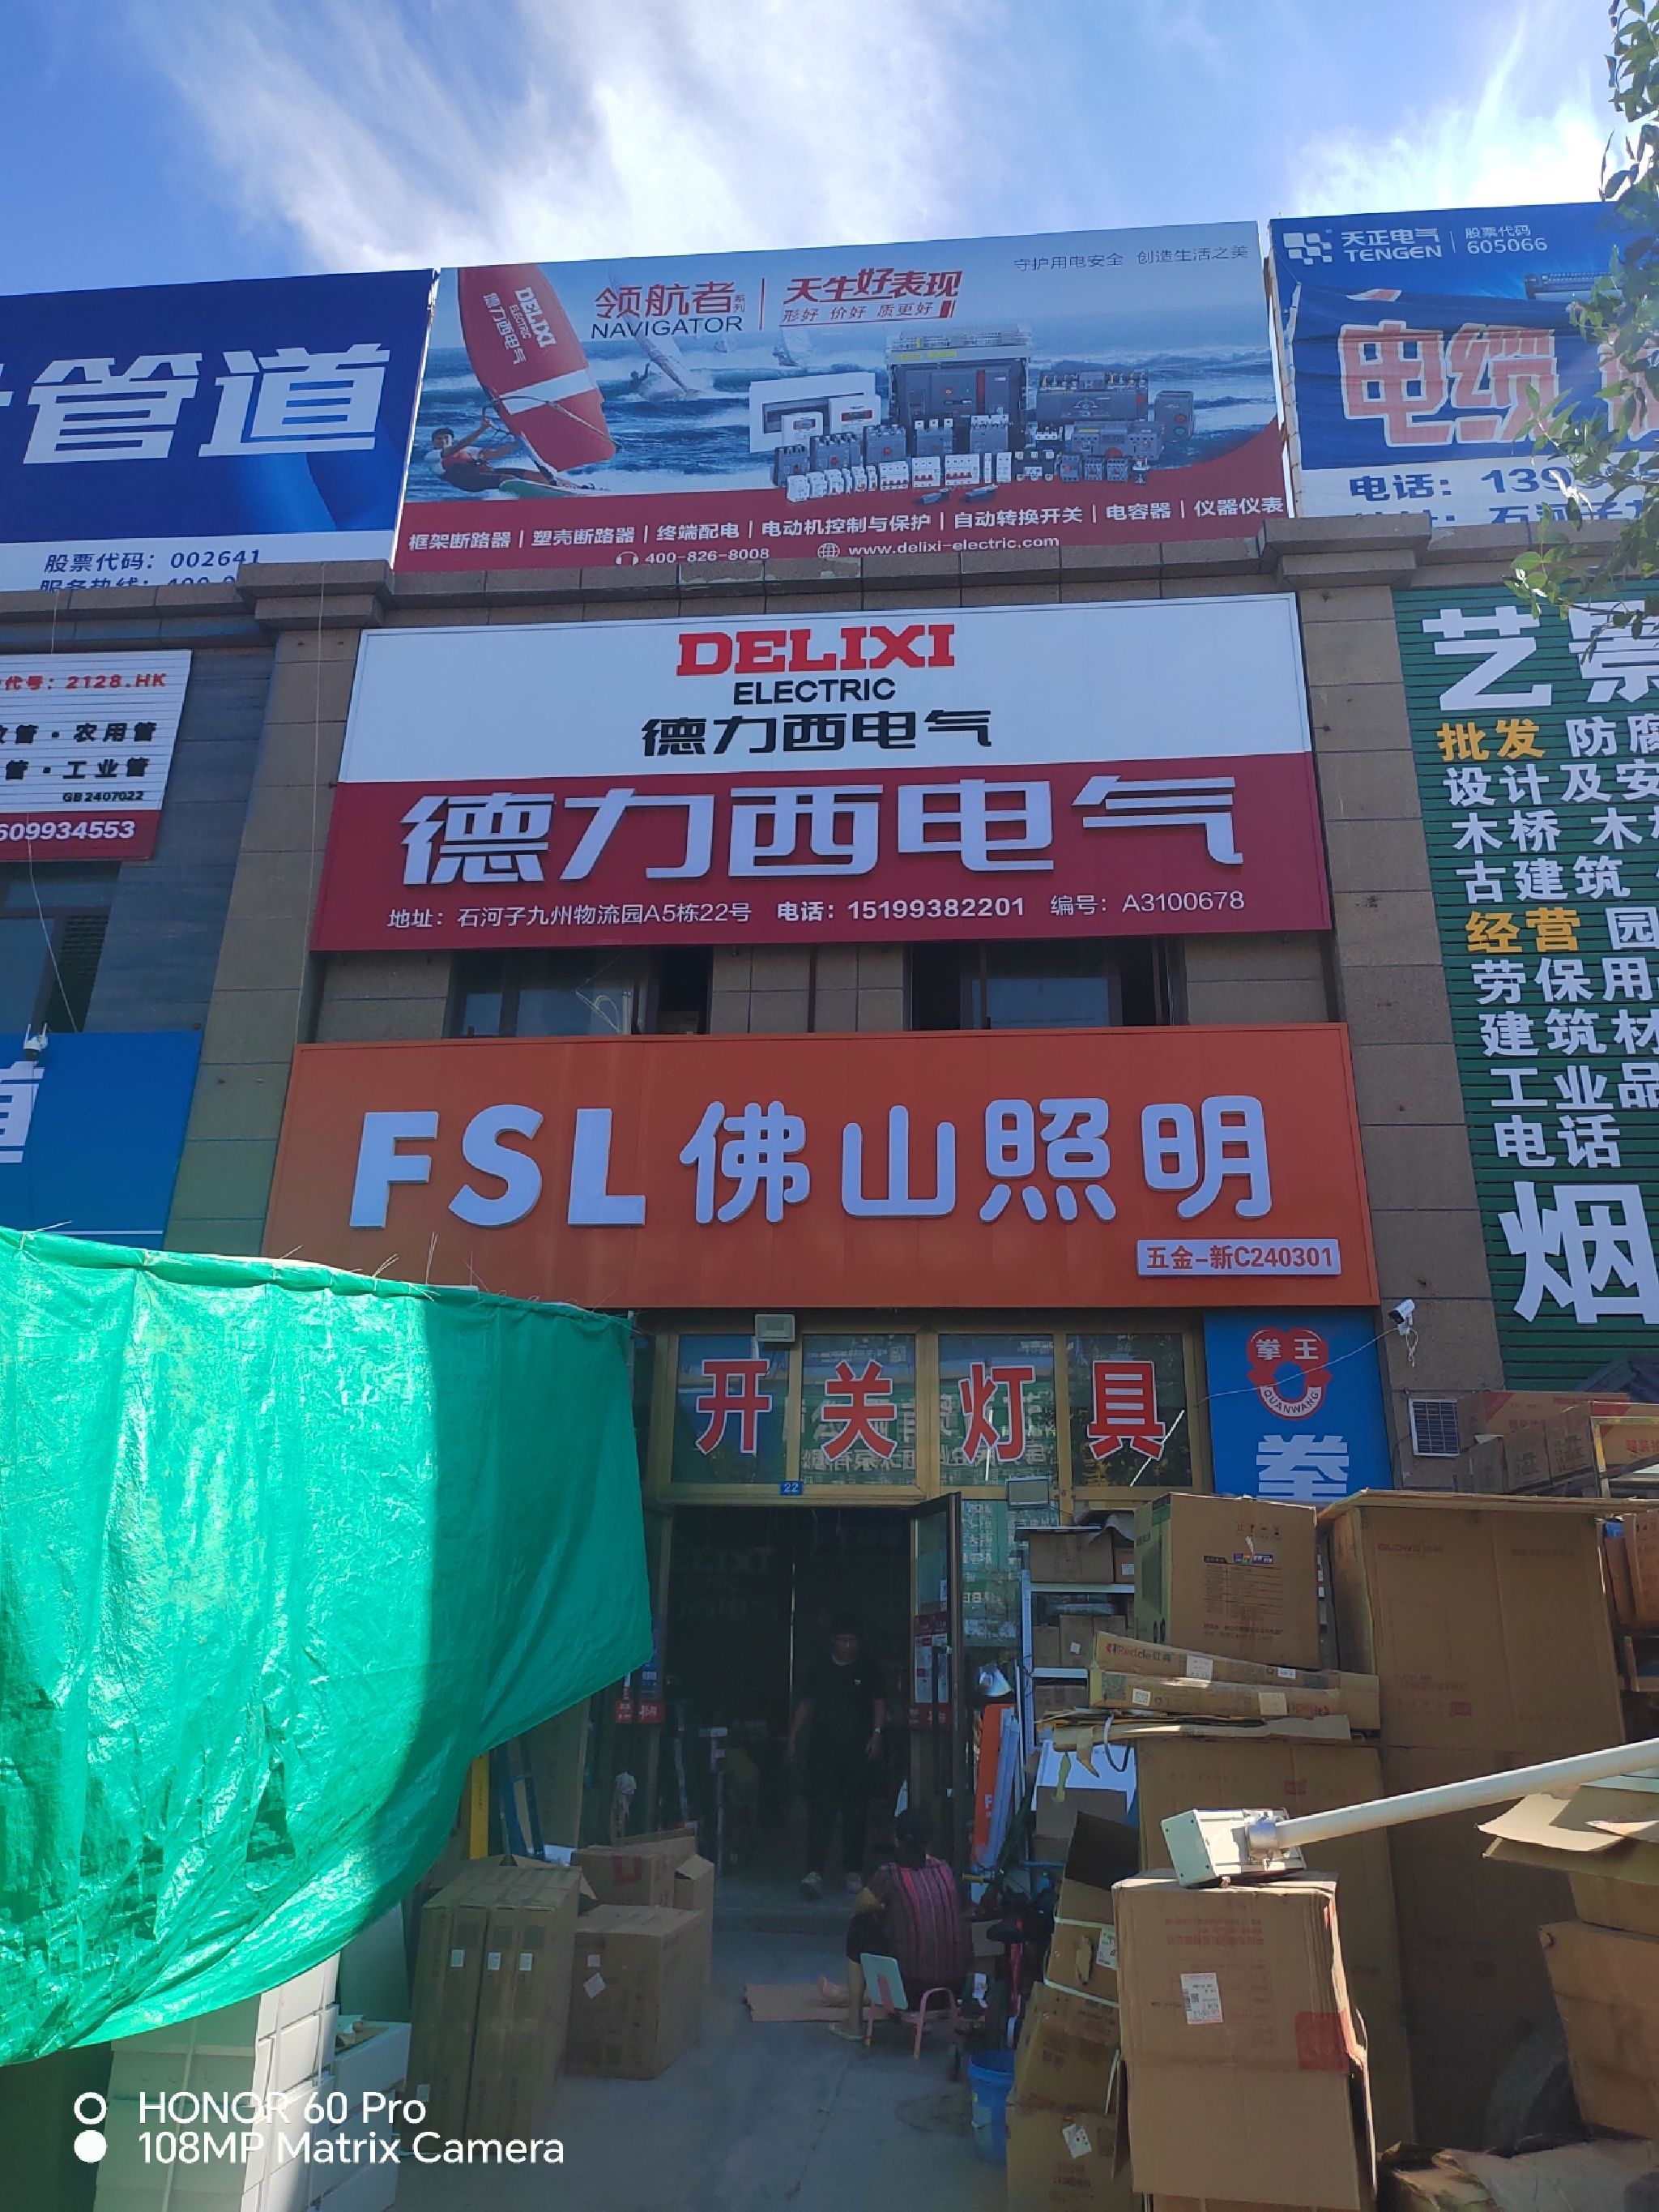 管道
股票代码：002641
DELIXI
ELECTRIC
德力西电气
领航者系列
NAVIGATOR
天生好表现
形好 价好 质更好
守护用电安全 创造生活之美
框架断路器｜塑壳断路器｜终端配电｜电动机控制与保护｜自动转换开关｜电容器｜仪器仪表
400-826-8008 www.delixi-electric.com
天正电气
TENGEN
股票代码
605066
电缆
电话：139
代号：2128.HK
管·农用管
管·工业管
GB2407022
609934553
DELIXI
ELECTRIC
德力西电气
德力西电气
地址：石河子九州物流园A5栋22号 电话：15199382201 编号：A3100678
艺景
批发 防腐
设计及安
木桥 木
古建筑
经营 园
劳保用
建筑材
工业品
电话
烟
FSL 佛山照明
五金-新C240301
开关灯具
22
拳王
QUANWANG
拳
HONOR 60 Pro
108MP Matrix Camera